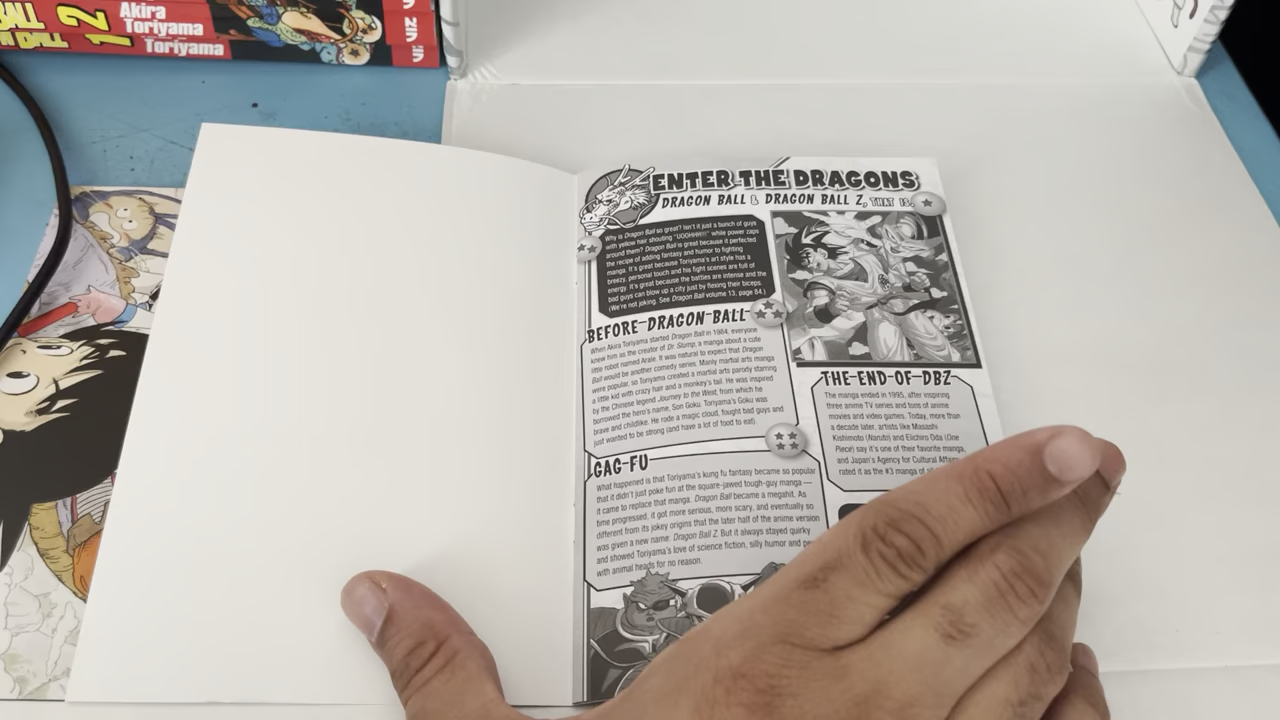 BALL
12
Akira
Toriyama
Toriyama
ENTER THE DRAGONS
DRAGON BALL & DRAGON BALL Z, THAT IS.
Why is Dragon Ball so great? Isn't it just a bunch of guys
with yellow hair shouting "UOOHHH!!!" while power zaps
around them? Dragon Ball is great because it perfected
the recipe of adding fantasy and humor to fighting
manga. It's great because Toriyama's art style has a
breezy, personal touch and his fight scenes are full of
energy. It's great because the battles are intense and the
bad guys can blow up a city just by flexing their biceps.
(We're not joking. See Dragon Ball volume 13, page 84.)
BEFORE DRAGON BALL
When Akira Toriyama started Dragon Ball in 1984, everyone
knew him as the creator of Dr. Slump, a manga about a cute
little robot named Arale. It was natural to expect that Dragon
Ball would be another comedy series. Manly martial arts manga
were popular, so Toriyama created a martial arts parody starring
a little kid with crazy hair and a monkey's tail. He was inspired
by the Chinese legend Journey to the West, from which he
borrowed the hero's name, Son Goku. Toriyama's Goku was
brave and childlike. He rode a magic cloud, fought bad guys and
just wanted to be strong (and have a lot of food to eat).
GAG-FU
What happened is that Toriyama's kung fu fantasy became so popular
that it didn't just poke fun at the square-jawed tough-guy manga—
it came to replace that manga. Dragon Ball became a megahit. As
time progressed, it got more serious, more scary, and eventually so
different from its jokey origins that the later half of the anime version
was given a new name: Dragon Ball Z. But it always stayed quirky
and showed Toriyama's love of science fiction, silly humor and
with animal heads for no reason.
THE END OF DBZ
The manga ended in 1995, after inspiring
three anime TV series and tons of anime
movies and video games. Today, more than
a decade later, artists like Masashi
Kishimoto (Naruto) and Eiichiro Oda (One
Piece) say it's one of their favorite manga,
and Japan's Agency for Cultural Affairs
rated it as the #3 manga of